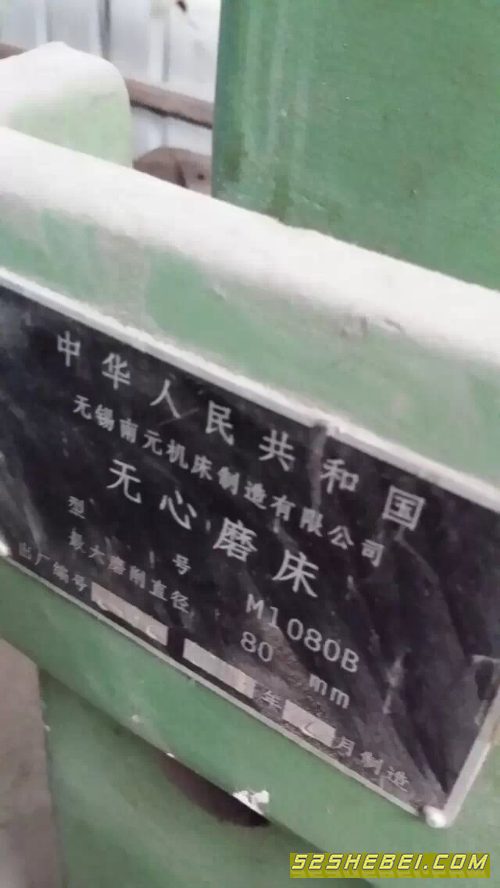 中华人民共和国
无锡南元机床制造有限公司
无心磨床
型号 M1080B
最大磨削直径 80 mm
出厂编号 年 月制造
52SHEBEI.COM